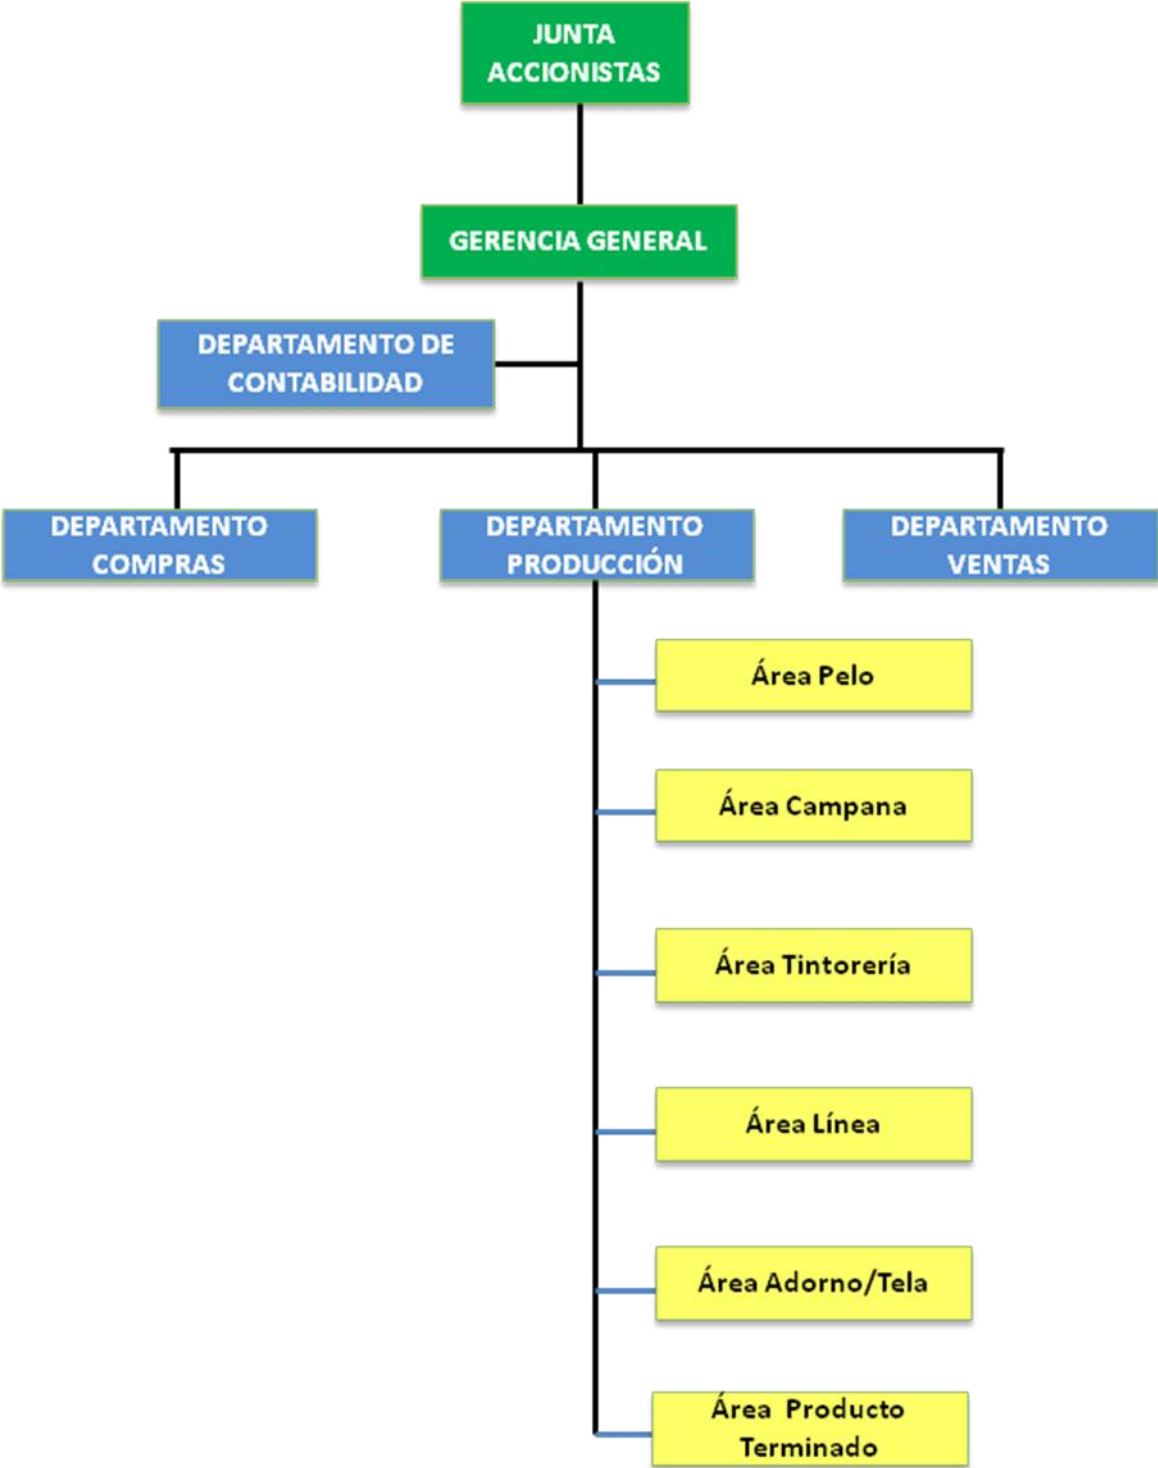 JUNTA
ACCIONISTAS
GERENCIA GENERAL
DEPARTAMENTO DE
CONTABILIDAD
DEPARTAMENTO
COMPRAS
DEPARTAMENTO
PRODUCCIÓN
DEPARTAMENTO
VENTAS
Área Pelo
Área Campana
Área Tintorería
Área Línea
Área Adorno/Tela
Área Producto
Terminado